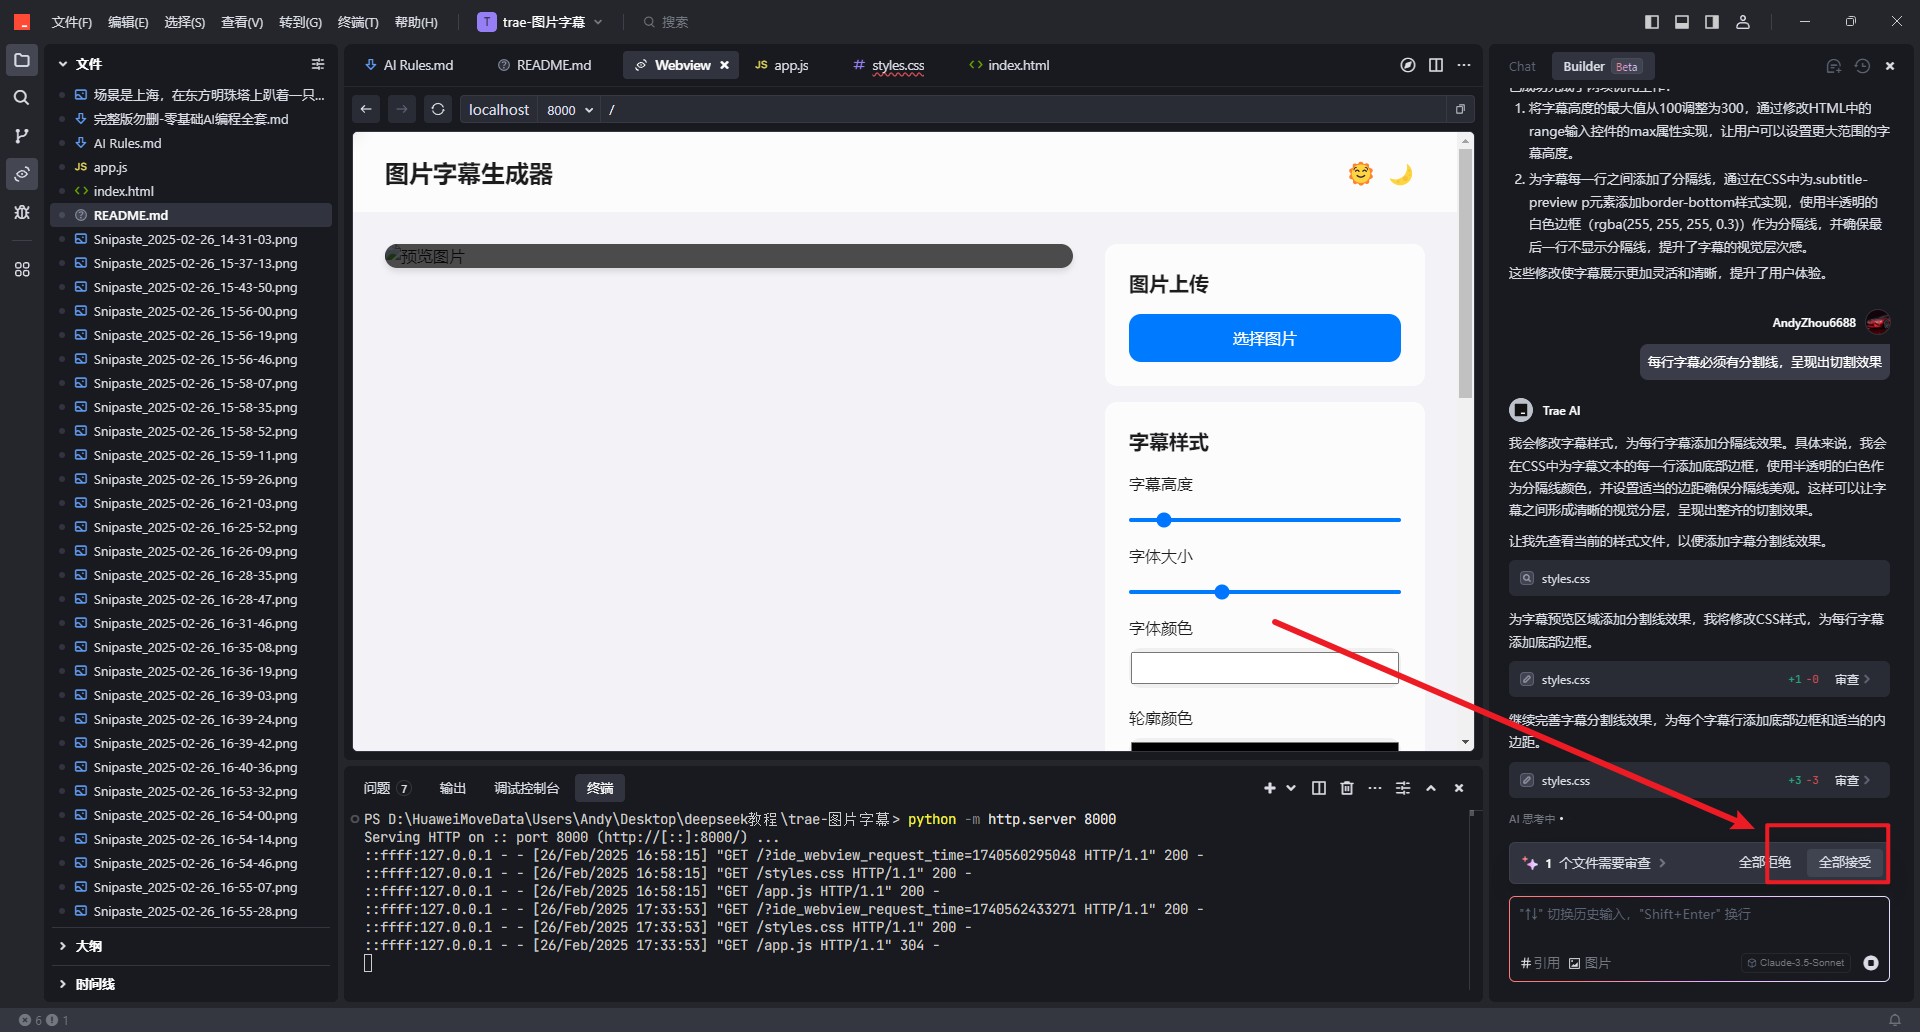 文件(F) 编辑(E) 选择(S) 查看(V) 转到(G) 终端(T) 帮助(H) T trae-图片字幕 搜索
文件
场景是上海，在东方明珠塔上趴着一只...
完整版勿删-零基础AI编程全套.md
AI Rules.md
JS app.js
index.html
README.md
Snipaste_2025-02-26_14-31-03.png
Snipaste_2025-02-26_15-37-13.png
Snipaste_2025-02-26_15-43-50.png
Snipaste_2025-02-26_15-56-00.png
Snipaste_2025-02-26_15-56-19.png
Snipaste_2025-02-26_15-56-46.png
Snipaste_2025-02-26_15-58-07.png
Snipaste_2025-02-26_15-58-35.png
Snipaste_2025-02-26_15-58-52.png
Snipaste_2025-02-26_15-59-11.png
Snipaste_2025-02-26_15-59-26.png
Snipaste_2025-02-26_16-21-03.png
Snipaste_2025-02-26_16-25-52.png
Snipaste_2025-02-26_16-26-09.png
Snipaste_2025-02-26_16-28-35.png
Snipaste_2025-02-26_16-28-47.png
Snipaste_2025-02-26_16-31-46.png
Snipaste_2025-02-26_16-35-08.png
Snipaste_2025-02-26_16-36-19.png
Snipaste_2025-02-26_16-39-03.png
Snipaste_2025-02-26_16-39-24.png
Snipaste_2025-02-26_16-39-42.png
Snipaste_2025-02-26_16-40-36.png
Snipaste_2025-02-26_16-53-32.png
Snipaste_2025-02-26_16-54-00.png
Snipaste_2025-02-26_16-54-14.png
Snipaste_2025-02-26_16-54-46.png
Snipaste_2025-02-26_16-55-07.png
Snipaste_2025-02-26_16-55-28.png
大纲
时间线
6 1
AI Rules.md README.md Webview JS app.js # styles.css index.html
localhost 8000 /
图片字幕生成器
预览图片
图片上传
选择图片
字幕样式
字幕高度
字体大小
字体颜色
轮廓颜色
问题 7 输出 调试控制台 终端
PS D:\HuaweiMoveData\Users\Andy\Desktop\deepseek教程\trae-图片字幕> python -m http.server 8000
Serving HTTP on :: port 8000 (http://[::]:8000/) ...
::ffff:127.0.0.1 - - [26/Feb/2025 16:58:15] "GET /?ide_webview_request_time=1740560295048 HTTP/1.1" 200 -
::ffff:127.0.0.1 - - [26/Feb/2025 16:58:15] "GET /styles.css HTTP/1.1" 200 -
::ffff:127.0.0.1 - - [26/Feb/2025 16:58:15] "GET /app.js HTTP/1.1" 200 -
::ffff:127.0.0.1 - - [26/Feb/2025 17:33:53] "GET /?ide_webview_request_time=1740562433271 HTTP/1.1" 200 -
::ffff:127.0.0.1 - - [26/Feb/2025 17:33:53] "GET /styles.css HTTP/1.1" 200 -
::ffff:127.0.0.1 - - [26/Feb/2025 17:33:53] "GET /app.js HTTP/1.1" 304 -
Chat Builder Beta
1. 将字幕高度的最大值从100调整为300，通过修改HTML中的
range输入控件的max属性实现，让用户可以设置更大范围的字
幕高度。
2. 为字幕每一行之间添加了分隔线，通过在CSS中为.subtitle-
preview p元素添加border-bottom样式实现，使用半透明的
白色边框（rgba(255, 255, 255, 0.3)）作为分隔线，并确保最
后一行不显示分隔线，提升了字幕的视觉层次感。
这些修改使字幕展示更加灵活和清晰，提升了用户体验。
AndyZhou6688
每行字幕必须有分割线，呈现出切割效果
Trae AI
我会修改字幕样式，为每行字幕添加分隔线效果。具体来说，我会
在CSS中为字幕文本的每一行添加底部边框，使用半透明的白色作
为分隔线颜色，并设置适当的边距确保分隔线美观。这样可以让字
幕之间形成清晰的视觉分层，呈现出整齐的切割效果。
让我先查看当前的样式文件，以便添加字幕分割线效果。
styles.css
为字幕预览区域添加分割线效果，我将修改CSS样式，为每行字幕
添加底部边框。
styles.css +1 -0 审查
继续完善字幕分割线效果，为每个字幕行添加底部边框和适当的内
边距。
styles.css +3 -3 审查
AI 思考中
1 个文件需要审查 全部拒绝 全部接受
"↑↓" 切换历史输入，"Shift+Enter" 换行
# 引用 图片 Claude-3.5-Sonnet